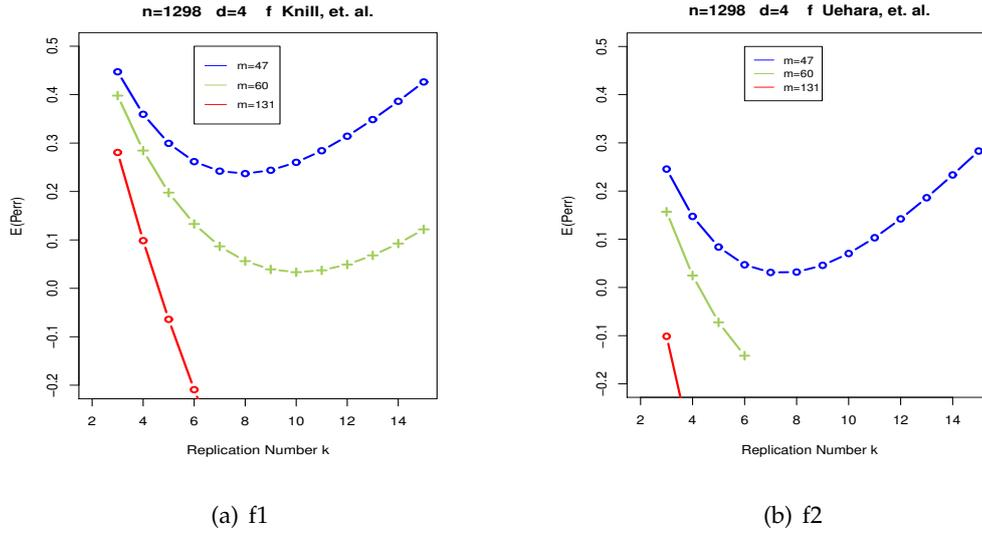 n=1298 d=4 f Knill, et. al.
E(Perr)
0.5
0.4
0.3
0.2
0.1
0.0
−0.1
−0.2
m=47
m=60
m=131
2 4 6 8 10 12 14
Replication Number k
(a) f1
n=1298 d=4 f Uehara, et. al.
E(Perr)
0.5
0.4
0.3
0.2
0.1
0.0
−0.1
−0.2
m=47
m=60
m=131
2 4 6 8 10 12 14
Replication Number k
(b) f2